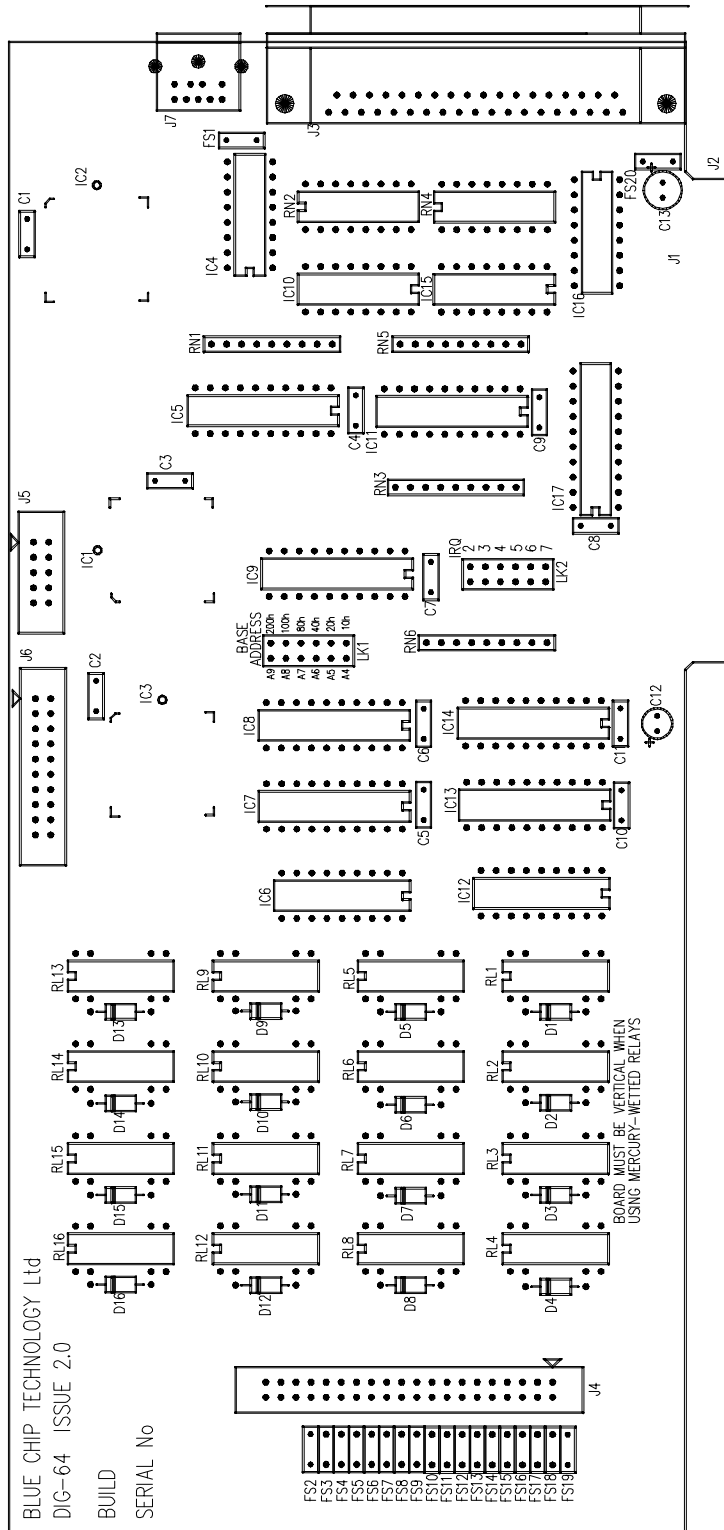 J7
J3
FS1
IC2
C1
J2
FS20
C13
J1
IC4
RN2
RN4
IC10
IC15
IC16
RN1
RN5
IC5
C4
IC11
C9
C3
RN3
IC17
C8
J5
IC1
IC9
C7
IRQ
2
3
4
5
6
7
LK2
BASE
ADDRESS
A9 200h
A8 100h
A7 80h
A6 40h
A5 20h
A4 10h
LK1
RN6
J6
C2
IC3
IC8
C6
IC14
C11
C12
IC7
C5
IC13
C10
IC6
IC12
RL13
RL9
RL5
RL1
D13
D9
D5
D1
RL14
RL10
RL6
RL2
D14
D10
D6
D2
RL15
RL11
RL7
RL3
D15
D11
D7
D3
RL16
RL12
RL8
RL4
D16
D12
D8
D4
BOARD MUST BE VERTICAL WHEN
USING MERCURY-WETTED RELAYS
BLUE CHIP TECHNOLOGY Ltd
DIG-64 ISSUE 2.0
BUILD
SERIAL No
J4
FS2
FS3
FS4
FS5
FS6
FS7
FS8
FS9
FS10
FS11
FS12
FS13
FS14
FS15
FS16
FS17
FS18
FS19